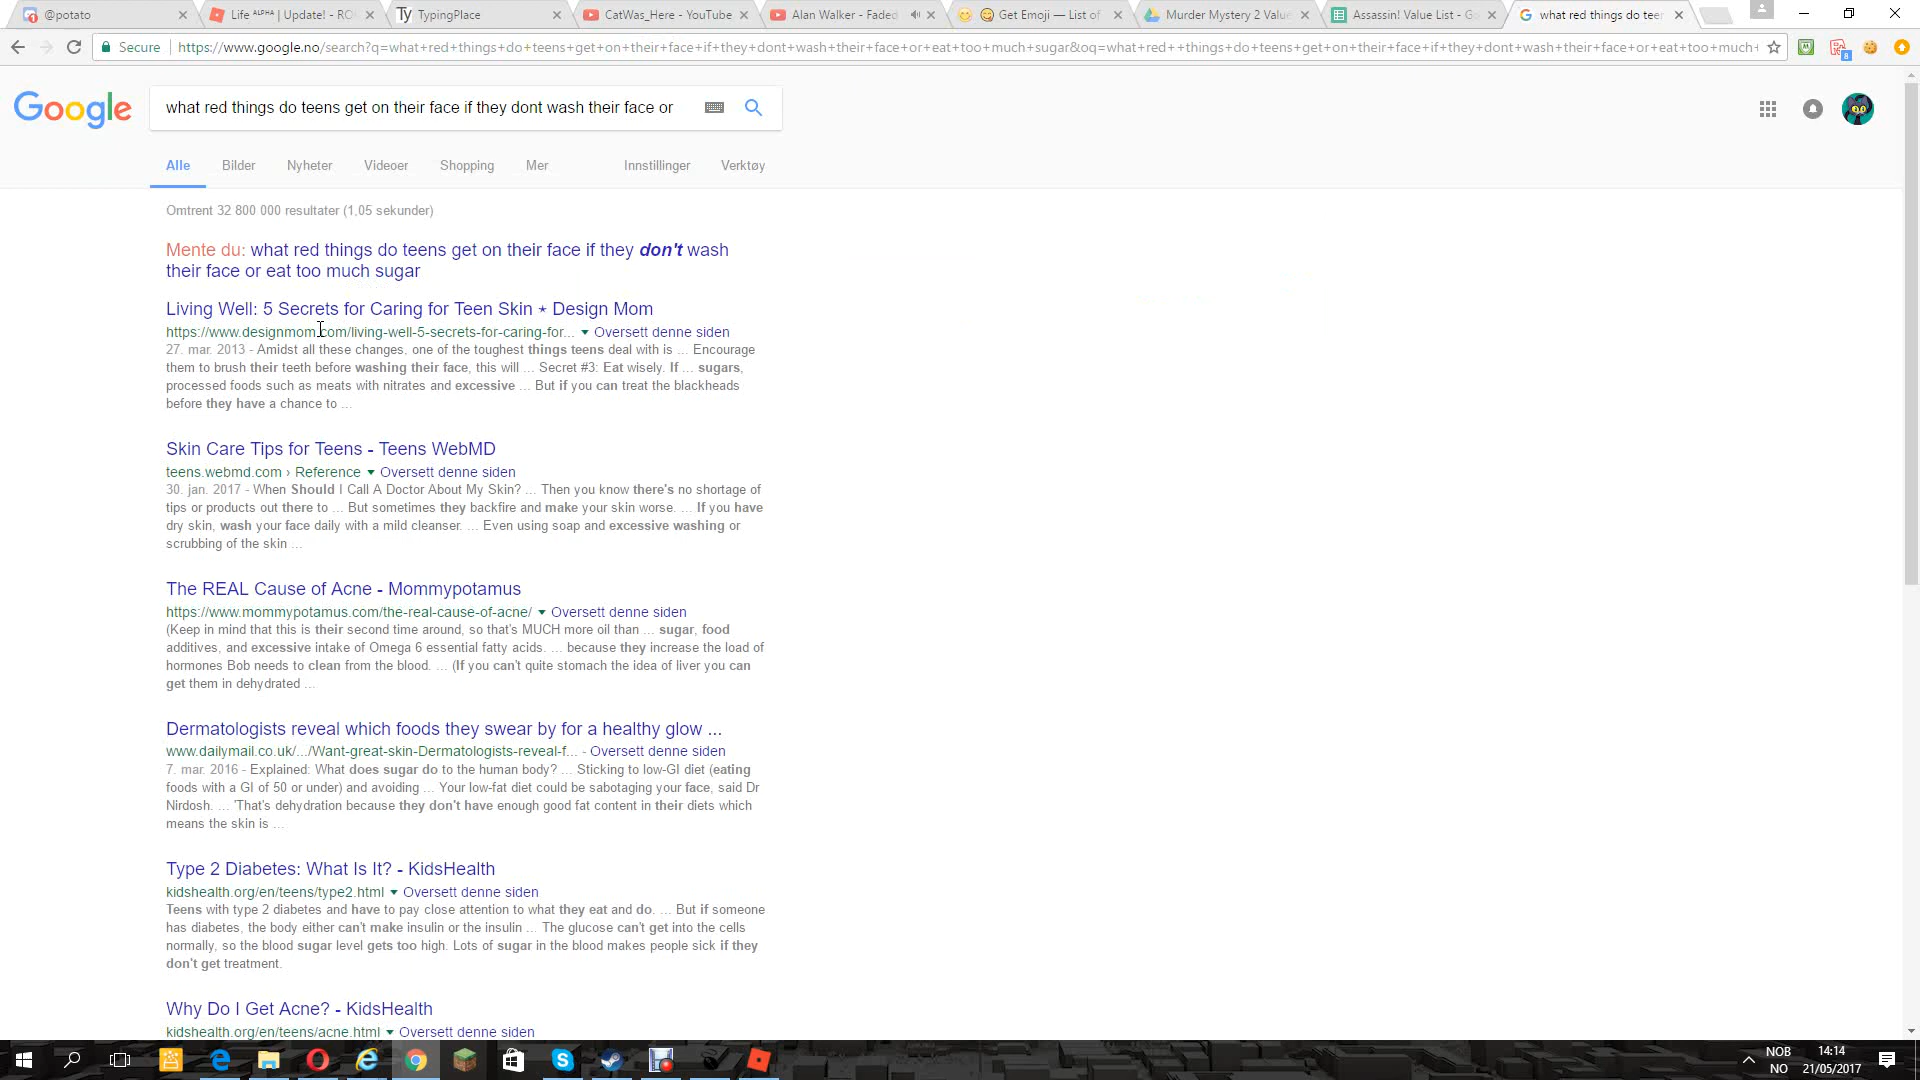 @potato
Life ᴬᴸᴾᴴᴬ | Update! - RO
TypingPlace
CatWas_Here - YouTube
Alan Walker - Faded
Get Emoji — List of
Murder Mystery 2 Value
Assassin! Value List - Go
what red things do teen
Secure
https://www.google.no/search?q=what+red+things+do+teens+get+on+their+face+if+they+dont+wash+their+face+or+eat+too+much+sugar&oq=what+red++things+do+teens+get+on+their+face+if+they+dont+wash+their+face+or+eat+too+much+
Google
what red things do teens get on their face if they dont wash their face or
Alle
Bilder
Nyheter
Videoer
Shopping
Mer
Innstillinger
Verktøy
Omtrent 32 800 000 resultater (1,05 sekunder)
Mente du: what red things do teens get on their face if they don't wash
their face or eat too much sugar
Living Well: 5 Secrets for Caring for Teen Skin ⋆ Design Mom
https://www.designmom.com/living-well-5-secrets-for-caring-for... Oversett denne siden
27. mar. 2013 - Amidst all these changes, one of the toughest things teens deal with is ... Encourage
them to brush their teeth before washing their face, this will ... Secret #3: Eat wisely. If ... sugars,
processed foods such as meats with nitrates and excessive ... But if you can treat the blackheads
before they have a chance to ...
Skin Care Tips for Teens - Teens WebMD
teens.webmd.com › Reference Oversett denne siden
30. jan. 2017 - When Should I Call A Doctor About My Skin? ... Then you know there's no shortage of
tips or products out there to ... But sometimes they backfire and make your skin worse. ... If you have
dry skin, wash your face daily with a mild cleanser. ... Even using soap and excessive washing or
scrubbing of the skin ...
The REAL Cause of Acne - Mommypotamus
https://www.mommypotamus.com/the-real-cause-of-acne/ Oversett denne siden
(Keep in mind that this is their second time around, so that's MUCH more oil than ... sugar, food
additives, and excessive intake of Omega 6 essential fatty acids. ... because they increase the load of
hormones Bob needs to clean from the blood. ... (If you can't quite stomach the idea of liver you can
get them in dehydrated ...
Dermatologists reveal which foods they swear by for a healthy glow ...
www.dailymail.co.uk/.../Want-great-skin-Dermatologists-reveal-f... - Oversett denne siden
7. mar. 2016 - Explained: What does sugar do to the human body? ... Sticking to low-GI diet (eating
foods with a GI of 50 or under) and avoiding ... Your low-fat diet could be sabotaging your face, said Dr
Nirdosh. ... 'That's dehydration because they don't have enough good fat content in their diets which
means the skin is ...
Type 2 Diabetes: What Is It? - KidsHealth
kidshealth.org/en/teens/type2.html Oversett denne siden
Teens with type 2 diabetes and have to pay close attention to what they eat and do. ... But if someone
has diabetes, the body either can't make insulin or the insulin ... The glucose can't get into the cells
normally, so the blood sugar level gets too high. Lots of sugar in the blood makes people sick if they
don't get treatment.
Why Do I Get Acne? - KidsHealth
kidshealth.org/en/teens/acne.html Oversett denne siden
NOB
NO
14:14
21/05/2017